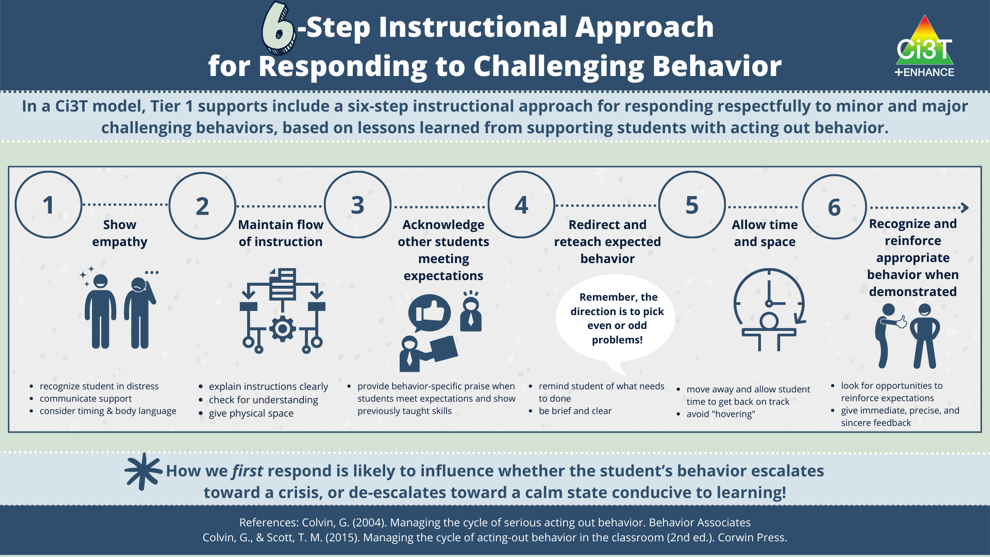 6-Step Instructional Approach
for Responding to Challenging Behavior
Ci3T
+ENHANCE
In a Ci3T model, Tier 1 supports include a six-step instructional approach for responding respectfully to minor and major
challenging behaviors, based on lessons learned from supporting students with acting out behavior.
1
Show
empathy
• recognize student in distress
• communicate support
• consider timing & body language
2
Maintain flow
of instruction
• explain instructions clearly
• check for understanding
• give physical space
3
Acknowledge
other students
meeting
expectations
• provide behavior-specific praise when
students meet expectations and show
previously taught skills
4
Redirect and
reteach expected
behavior
Remember, the
direction is to pick
even or odd
problems!
• remind student of what needs
to done
• be brief and clear
5
Allow time
and space
• move away and allow student
time to get back on track
• avoid "hovering"
6
Recognize and
reinforce
appropriate
behavior when
demonstrated
• look for opportunities to
reinforce expectations
• give immediate, precise, and
sincere feedback
How we first respond is likely to influence whether the student's behavior escalates
toward a crisis, or de-escalates toward a calm state conducive to learning!
References: Colvin, G. (2004). Managing the cycle of serious acting out behavior. Behavior Associates
Colvin, G., & Scott, T. M. (2015). Managing the cycle of acting-out behavior in the classroom (2nd ed.). Corwin Press.